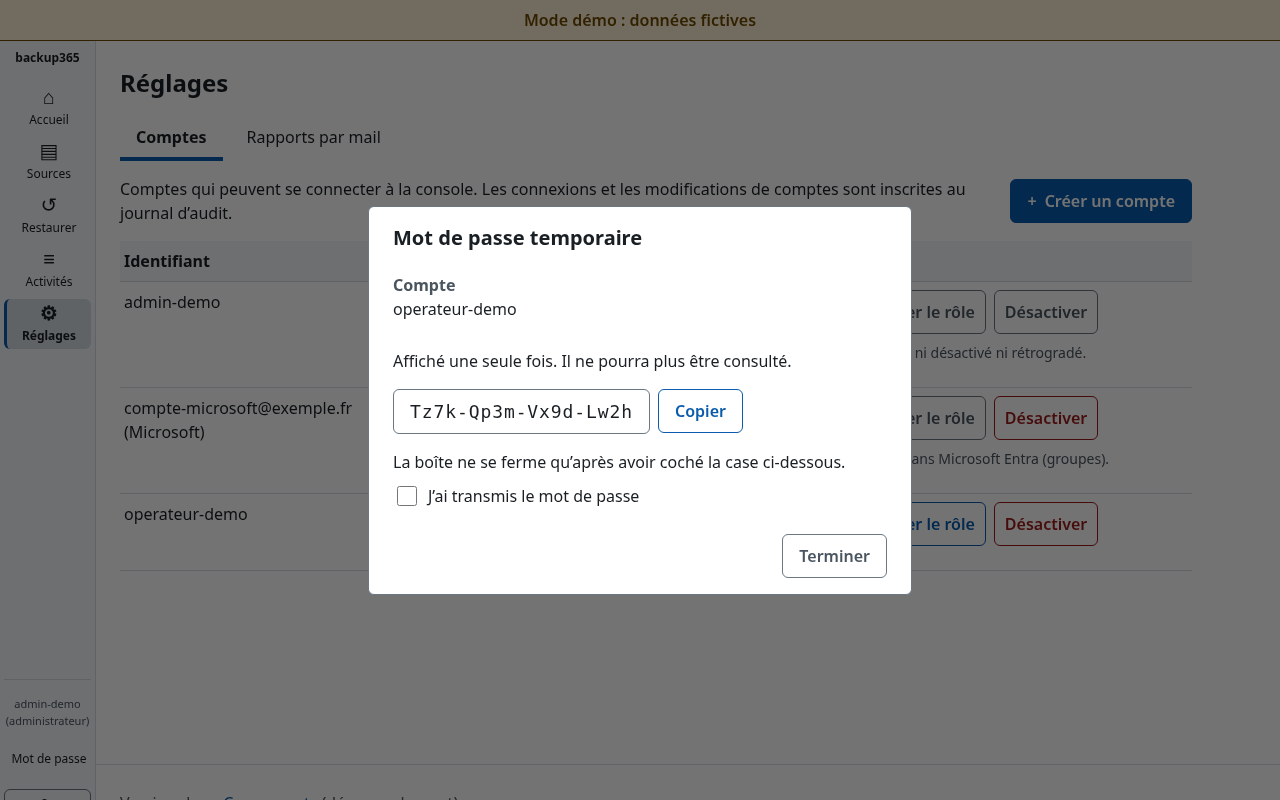 Mode démo : données fictives
backup365
Accueil
Sources
Restaurer
Activités
Réglages
admin-demo
(administrateur)
Mot de passe
Réglages
Comptes
Rapports par mail
Comptes qui peuvent se connecter à la console. Les connexions et les modifications de comptes sont inscrites au
journal d’audit.
+ Créer un compte
Identifiant
admin-demo
er le rôle
Désactiver
ni désactivé ni rétrogradé.
compte-microsoft@exemple.fr
(Microsoft)
er le rôle
Désactiver
ans Microsoft Entra (groupes).
operateur-demo
er le rôle
Désactiver
Mot de passe temporaire
Compte
operateur-demo
Affiché une seule fois. Il ne pourra plus être consulté.
Tz7k-Qp3m-Vx9d-Lw2h
Copier
La boîte ne se ferme qu’après avoir coché la case ci-dessous.
J’ai transmis le mot de passe
Terminer